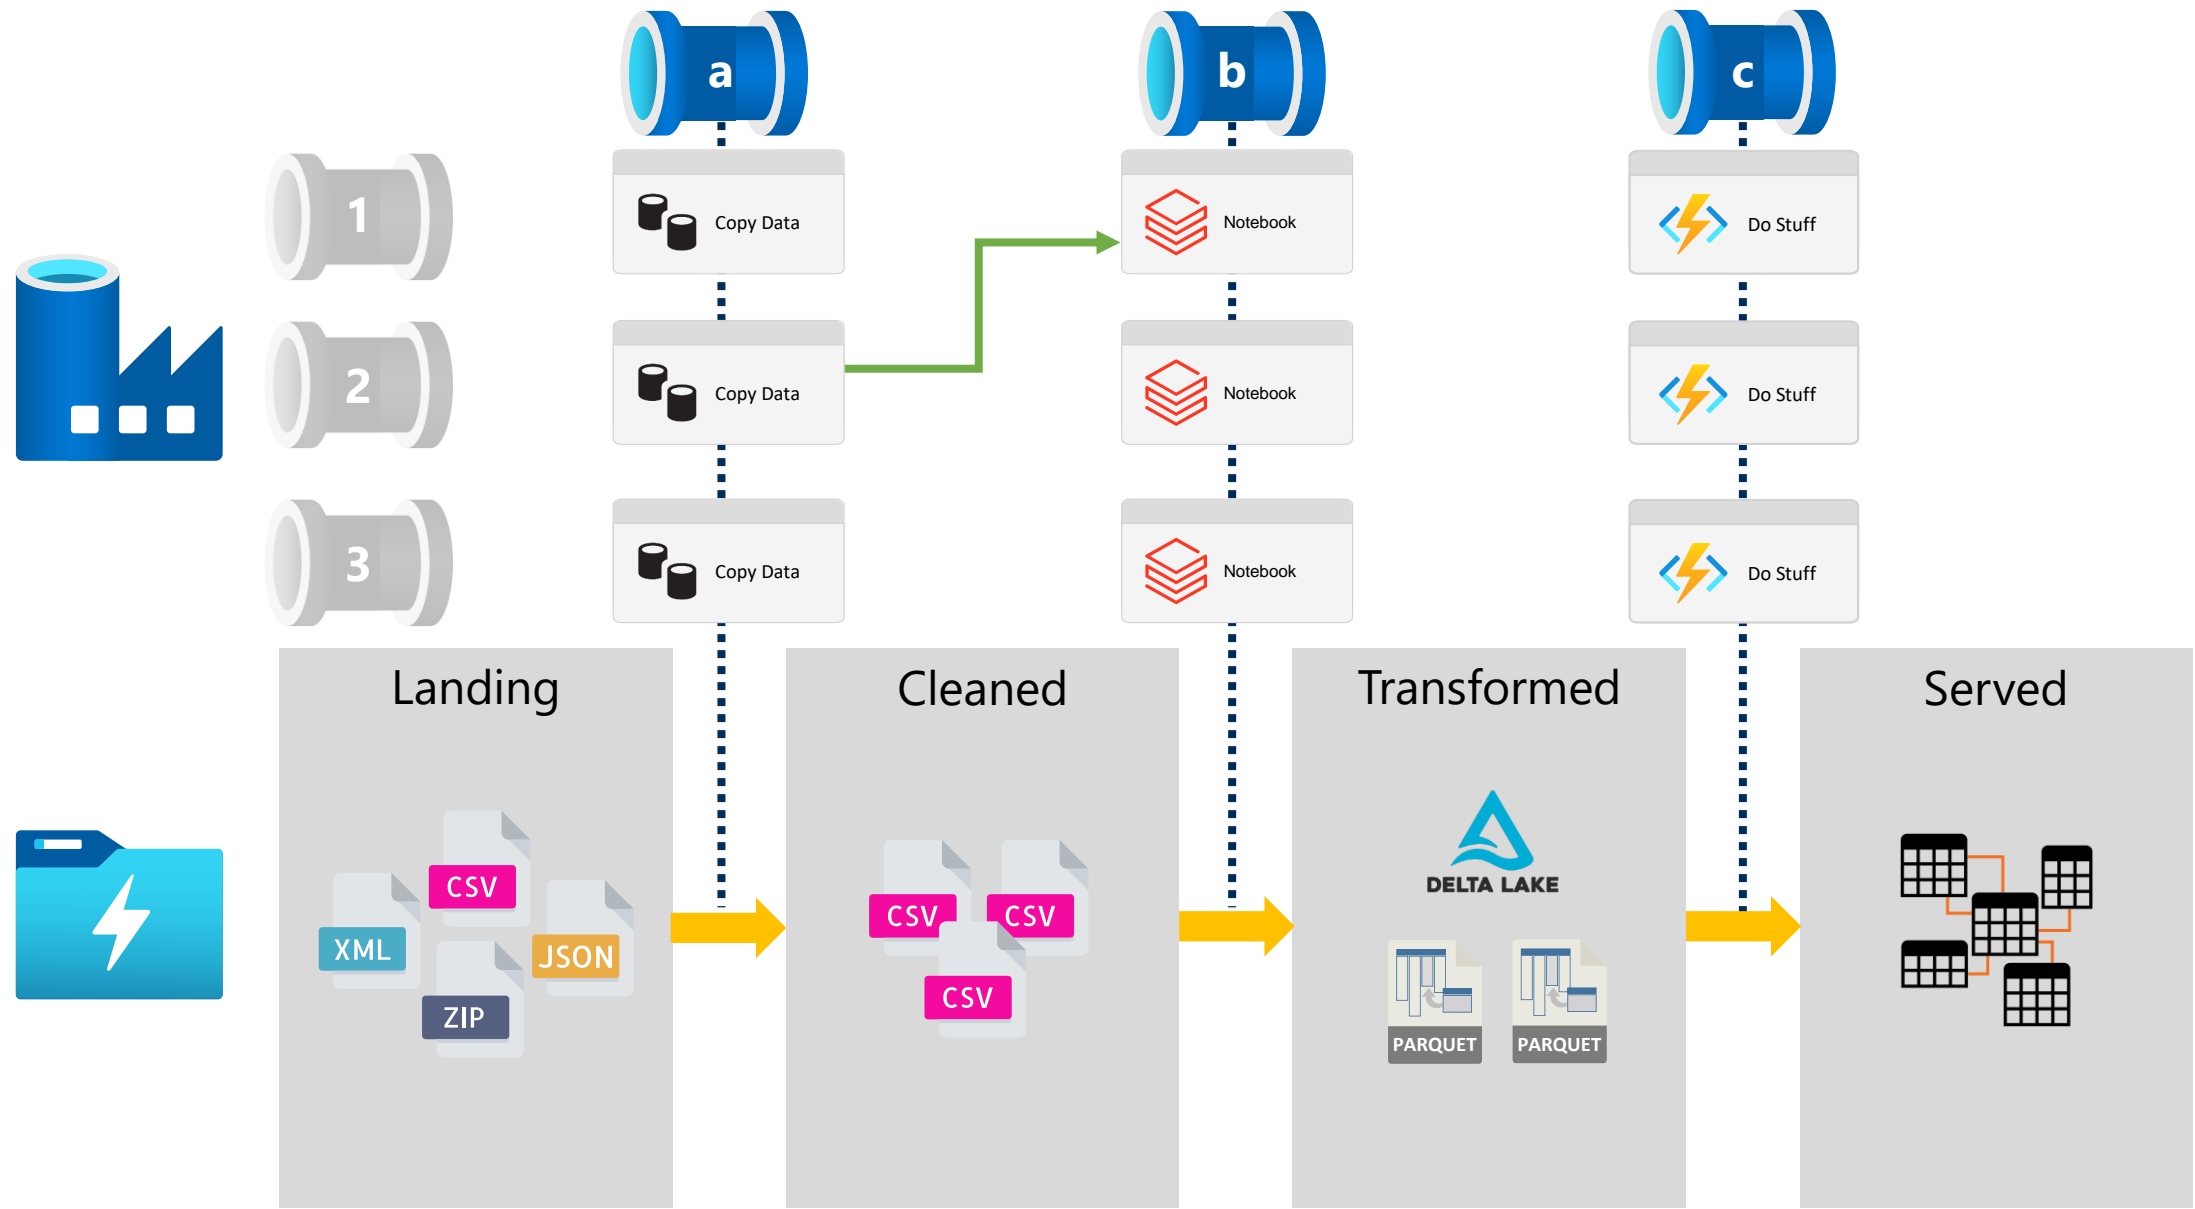 a
b
c
1
Copy Data
Notebook
Do Stuff
2
Copy Data
Notebook
Do Stuff
3
Copy Data
Notebook
Do Stuff
Landing
Cleaned
Transformed
Served
CSV
XML
JSON
ZIP
CSV
CSV
CSV
DELTA LAKE
PARQUET
PARQUET